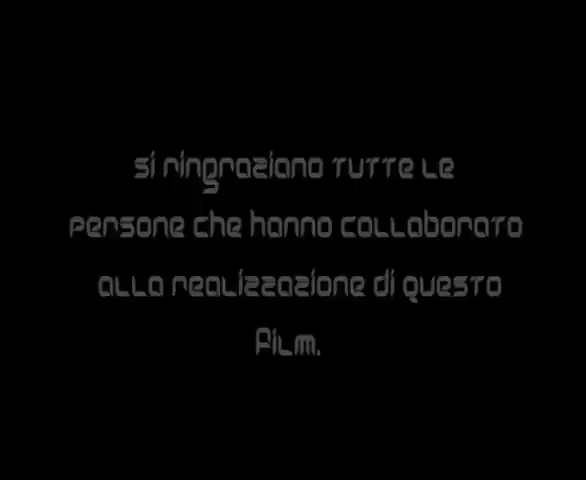 si ringraziano tutte le
persone che hanno collaborato
alla realizzazione di questo
film.